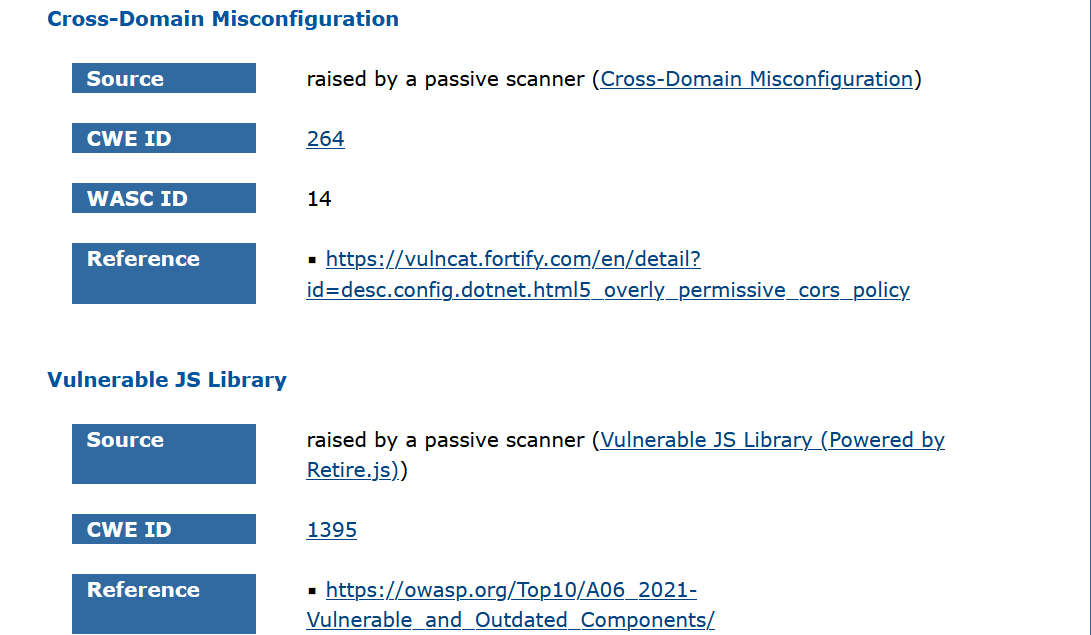 Cross-Domain Misconfiguration
Source raised by a passive scanner (Cross-Domain Misconfiguration)
CWE ID 264
WASC ID 14
Reference ▪ https://vulncat.fortify.com/en/detail?
id=desc.config.dotnet.html5_overly_permissive_cors_policy
Vulnerable JS Library
Source raised by a passive scanner (Vulnerable JS Library (Powered by
Retire.js))
CWE ID 1395
Reference ▪ https://owasp.org/Top10/A06_2021-
Vulnerable_and_Outdated_Components/